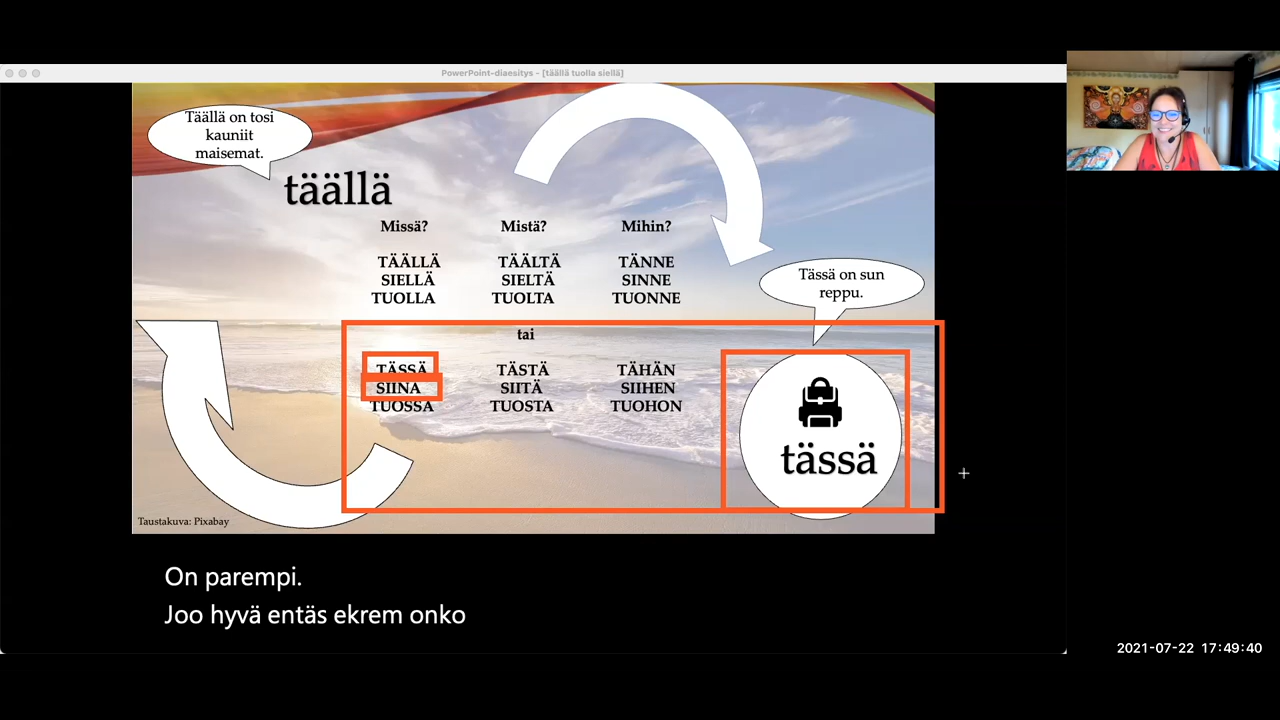 PowerPoint-diaesitys - [täällä tuolla siellä]
Täällä on tosi
kauniit
maisemat.
täällä
Missä? Mistä? Mihin?
TÄÄLLÄ TÄÄLTÄ TÄNNE
SIELLÄ SIELTÄ SINNE
TUOLLA TUOLTA TUONNE
Tässä on sun
reppu.
tai
TÄSSÄ TÄSTÄ TÄHÄN
SIINA SIITÄ SIIHEN
TUOSSA TUOSTA TUOHON
tässä
Taustakuva: Pixabay
On parempi.
Joo hyvä entäs ekrem onko
2021-07-22 17:49:40